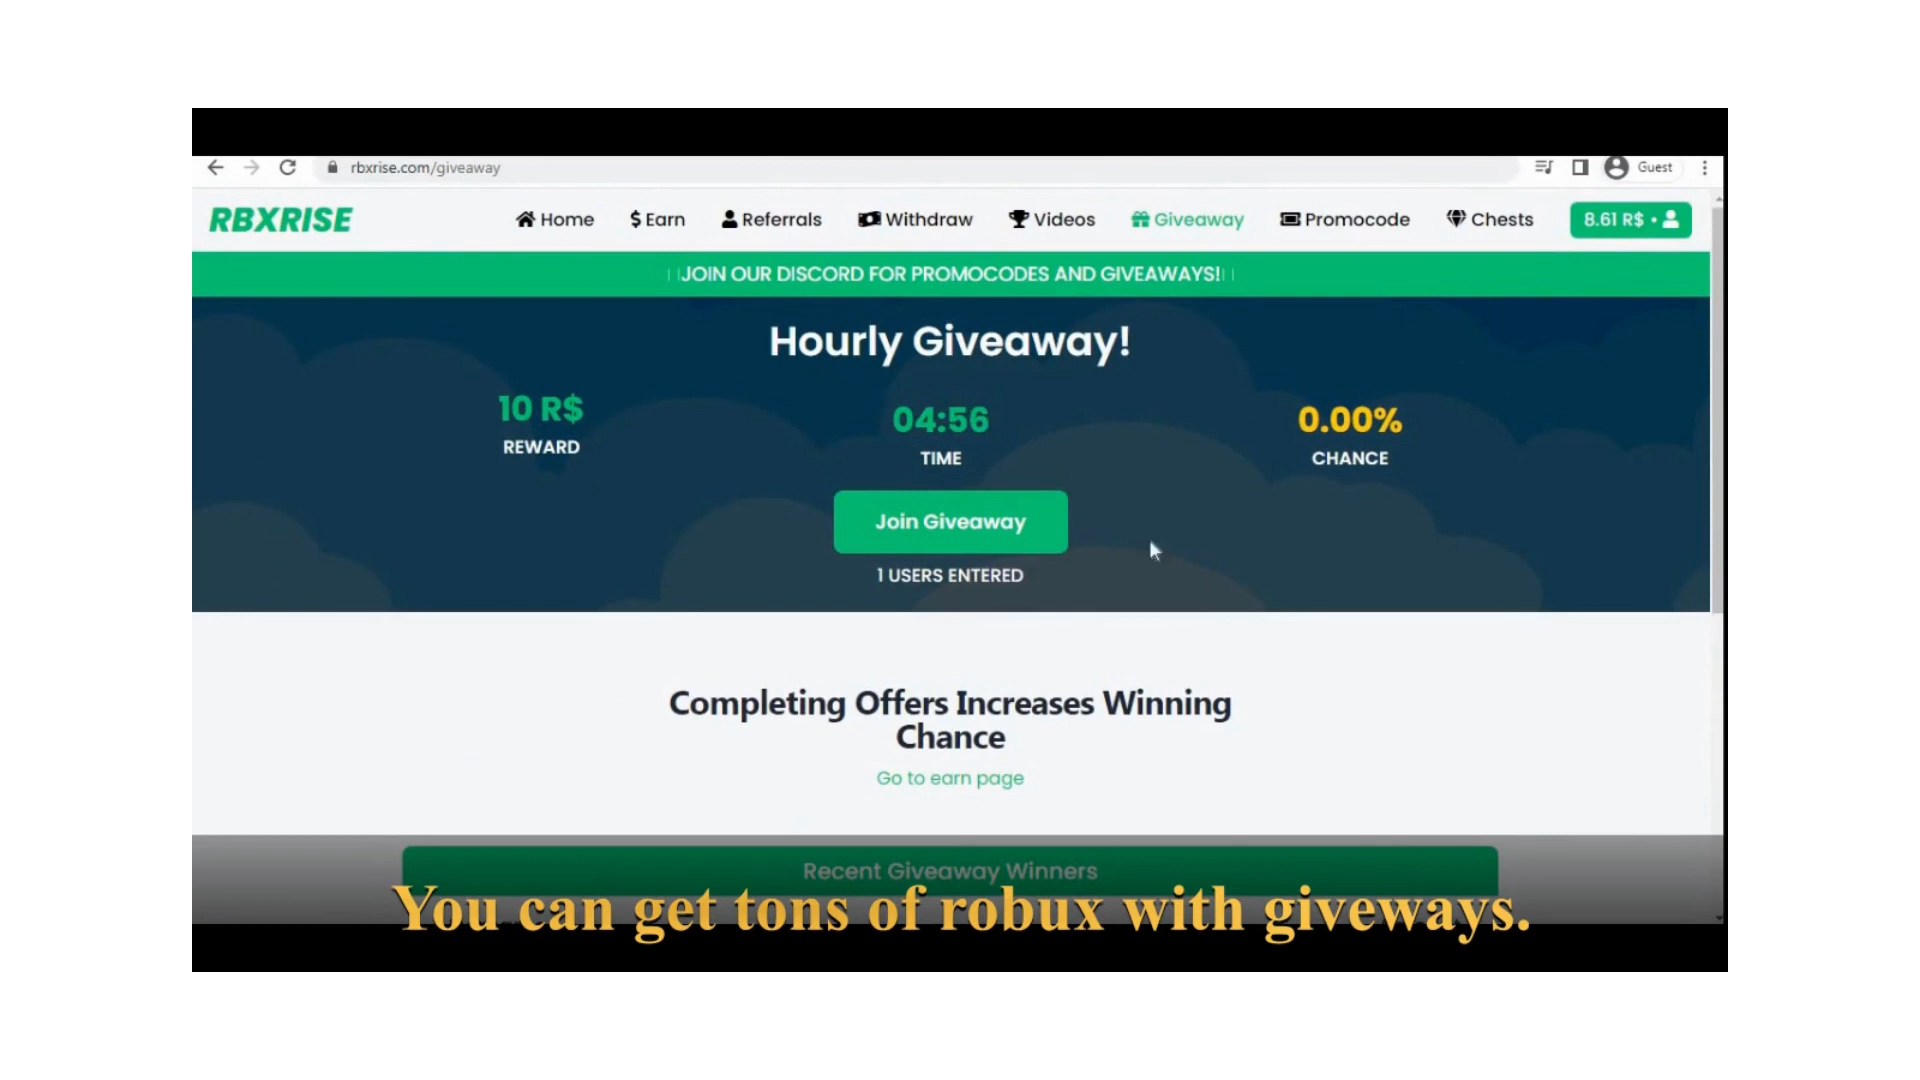 rbxrise.com/giveaway
Guest
RBXRISE
Home
Earn
Referrals
Withdraw
Videos
Giveaway
Promocode
Chests
8.61 R$ •
JOIN OUR DISCORD FOR PROMOCODES AND GIVEAWAYS!
Hourly Giveaway!
10 R$
REWARD
04:56
TIME
0.00%
CHANCE
Join Giveaway
1 USERS ENTERED
Completing Offers Increases Winning
Chance
Go to earn page
Recent Giveaway Winners
You can get tons of robux with giveways.